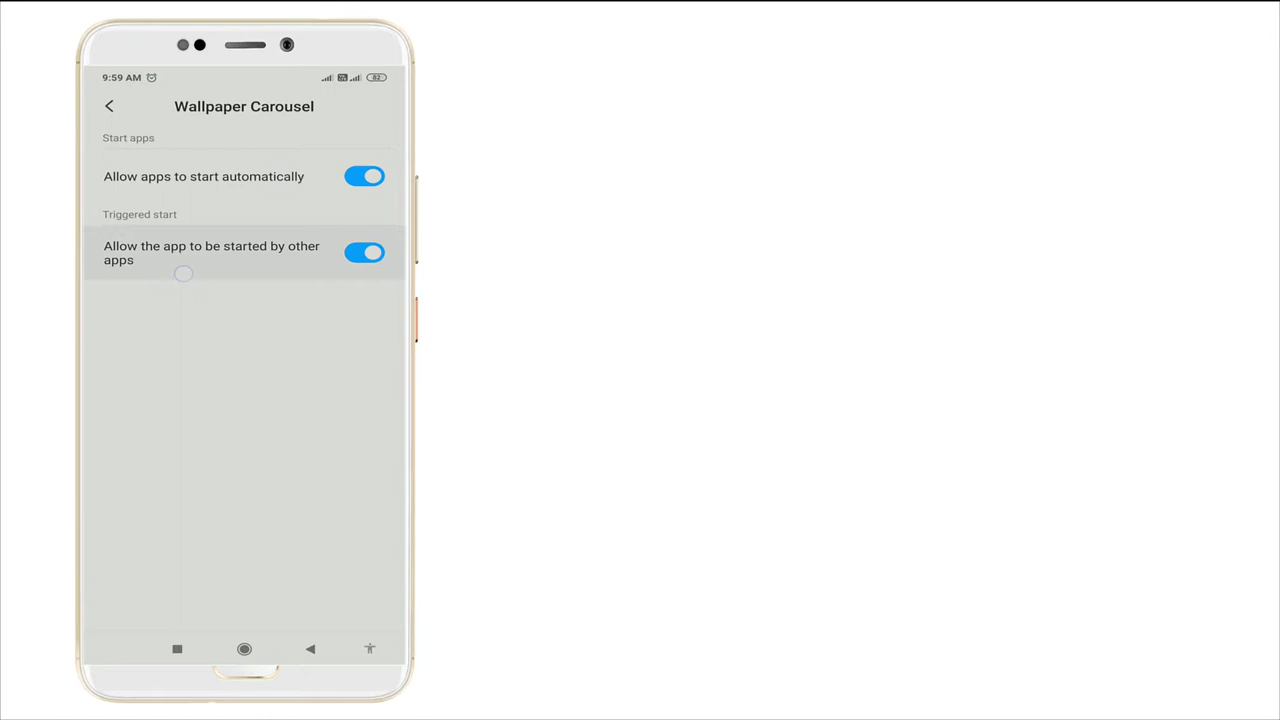 9:59 AM
82
Wallpaper Carousel
Start apps
Allow apps to start automatically
Triggered start
Allow the app to be started by other
apps